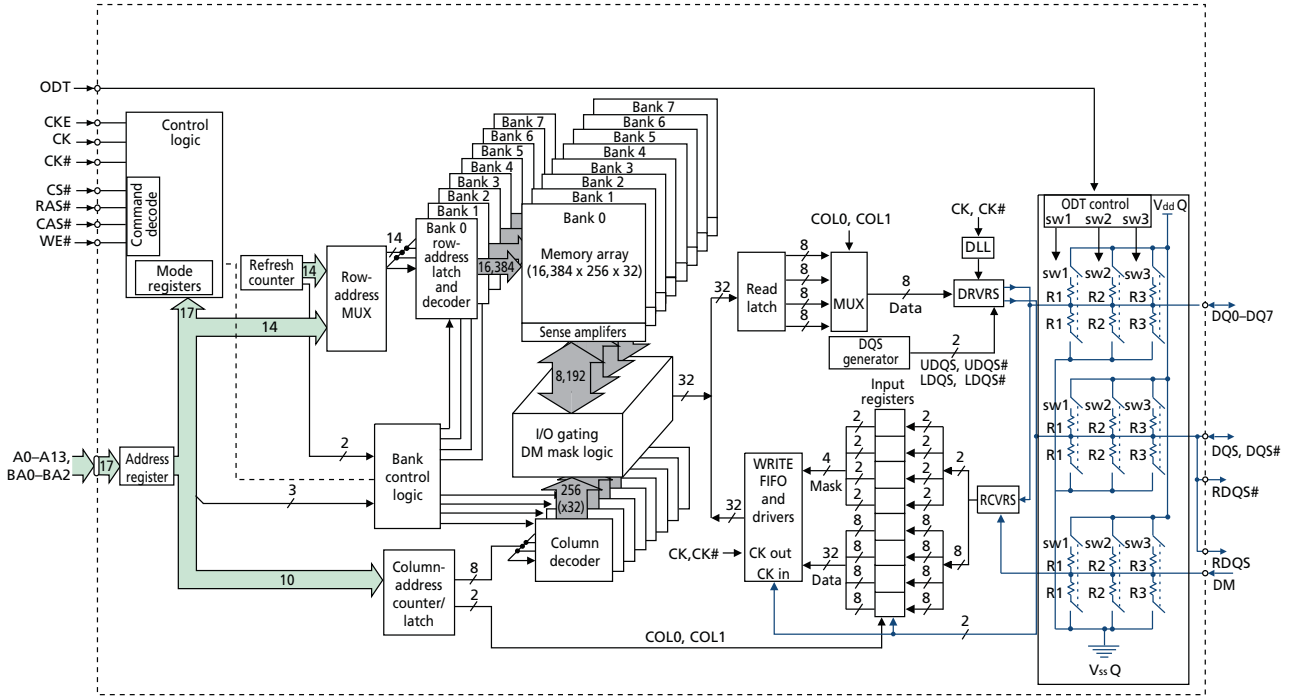 ODT
CKE
CK
CK#
CS#
RAS#
CAS#
WE#
Control
logic
Command
decode
Mode
registers
17
Refresh
counter
14
14
Row-
address
MUX
14
Bank 7
Bank 6
Bank 5
Bank 4
Bank 3
Bank 2
Bank 1
Bank 0
row-
address
latch
and
decoder
16,384
Bank 7
Bank 6
Bank 5
Bank 4
Bank 3
Bank 2
Bank 1
Bank 0
Memory array
(16,384 x 256 x 32)
Sense amplifers
8,192
I/O gating
DM mask logic
32
32
256
(x32)
Column
decoder
A0–A13,
BA0–BA2
17
Address
register
2
3
Bank
control
logic
10
Column-
address
counter/
latch
8
2
COL0, COL1
Read
latch
8
8
8
8
COL0, COL1
MUX
8
Data
CK, CK#
DLL
DRVRS
DQS
generator
2
UDQS, UDQS#
LDQS, LDQS#
Input
registers
2
2
2
2
8
8
8
8
2
2
2
2
8
8
8
8
2
8
RCVRS
WRITE
FIFO
and
drivers
CK out
CK in
4
Mask
32
Data
32
CK,CK#
2
ODT control
sw1 sw2 sw3
Vdd Q
sw1 sw2 sw3
R1 R2 R3
R1 R2 R3
sw1 sw2 sw3
R1 R2 R3
R1 R2 R3
sw1 sw2 sw3
R1 R2 R3
R1 R2 R3
Vss Q
DQ0–DQ7
DQS, DQS#
RDQS#
RDQS
DM